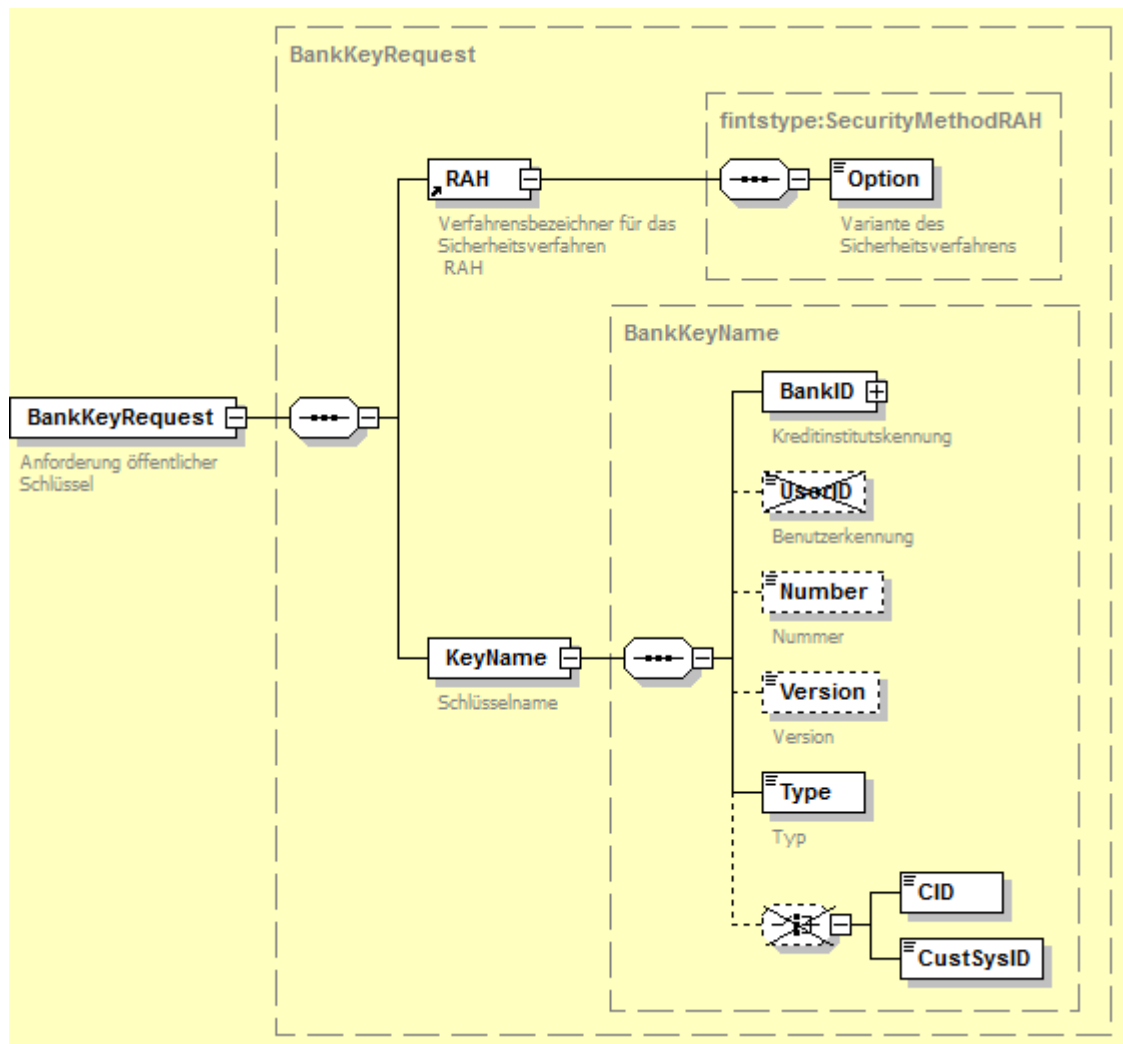 BankKeyRequest
fintstype:SecurityMethodRAH
RAH
Option
Verfahrensbezeichner für das
Sicherheitsverfahren
RAH
Variante des
Sicherheitsverfahrens
BankKeyName
BankID
Kreditinstitutskennung
BankKeyRequest
Anforderung öffentlicher
Schlüssel
UserID
Benutzerkennung
Number
Nummer
KeyName
Schlüsselname
Version
Version
Type
Typ
CID
CustSysID